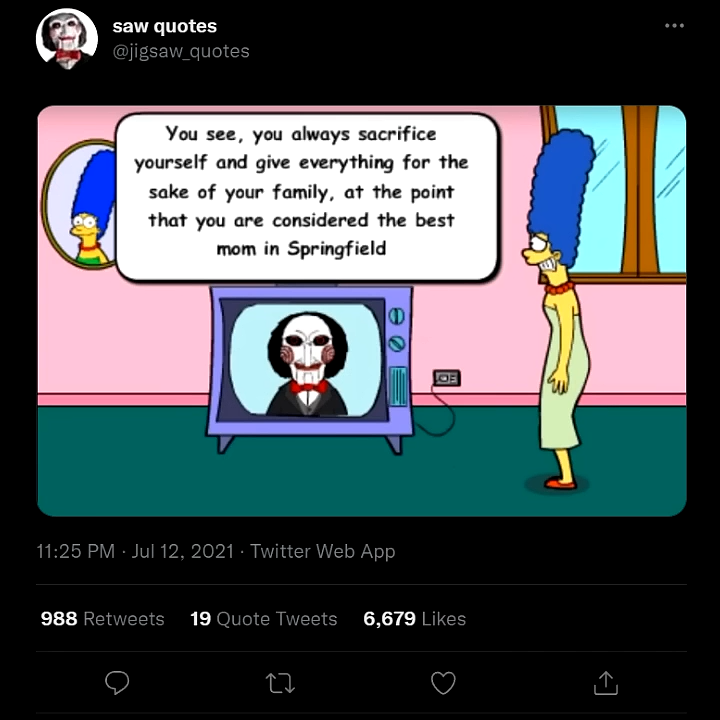 saw quotes
@jigsaw_quotes
You see, you always sacrifice
yourself and give everything for the
sake of your family, at the point
that you are considered the best
mom in Springfield
11:25 PM · Jul 12, 2021 · Twitter Web App
988 Retweets 19 Quote Tweets 6,679 Likes